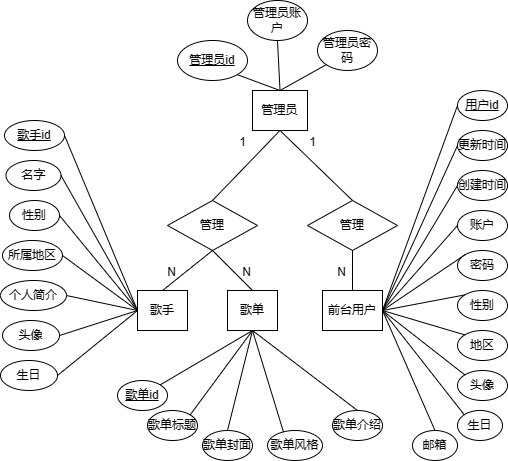 管理员账
户
管理员密
码
管理员id
管理员
用户id
歌手id
1
1
更新时间
名字
创建时间
性别
管理
管理
账户
所属地区
密码
N
N
N
个人简介
歌手
歌单
前台用户
性别
头像
地区
生日
头像
歌单id
歌单标题
歌单介绍
生日
歌单封面
歌单风格
邮箱